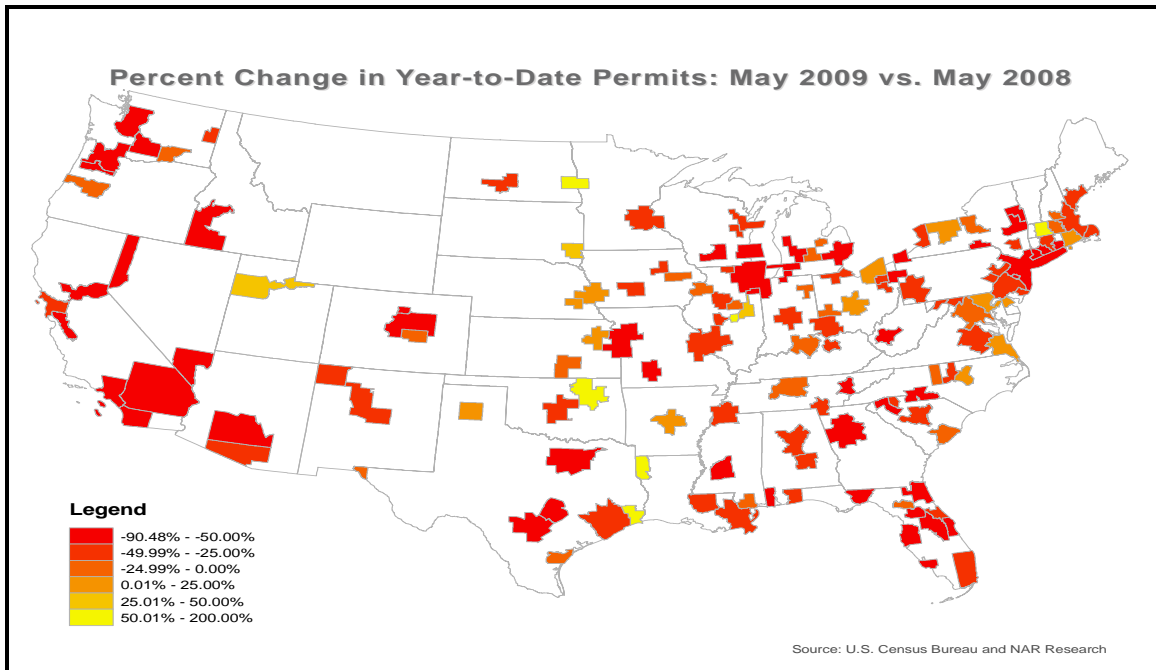 Percent Change in Year-to-Date Permits: May 2009 vs. May 2008
Legend
-90.48% - -50.00%
-49.99% - -25.00%
-24.99% - 0.00%
0.01% - 25.00%
25.01% - 50.00%
50.01% - 200.00%
Source: U.S. Census Bureau and NAR Research